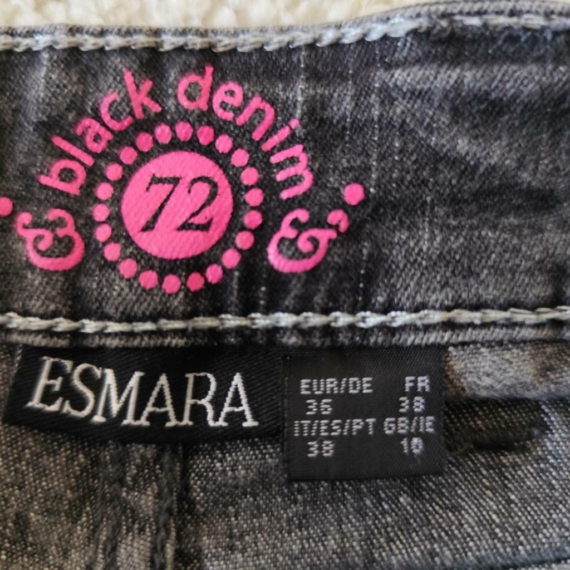 & black denim &
72
ESMARA
EUR/DE FR
36 38
IT/ES/PT GB/IE
38 10